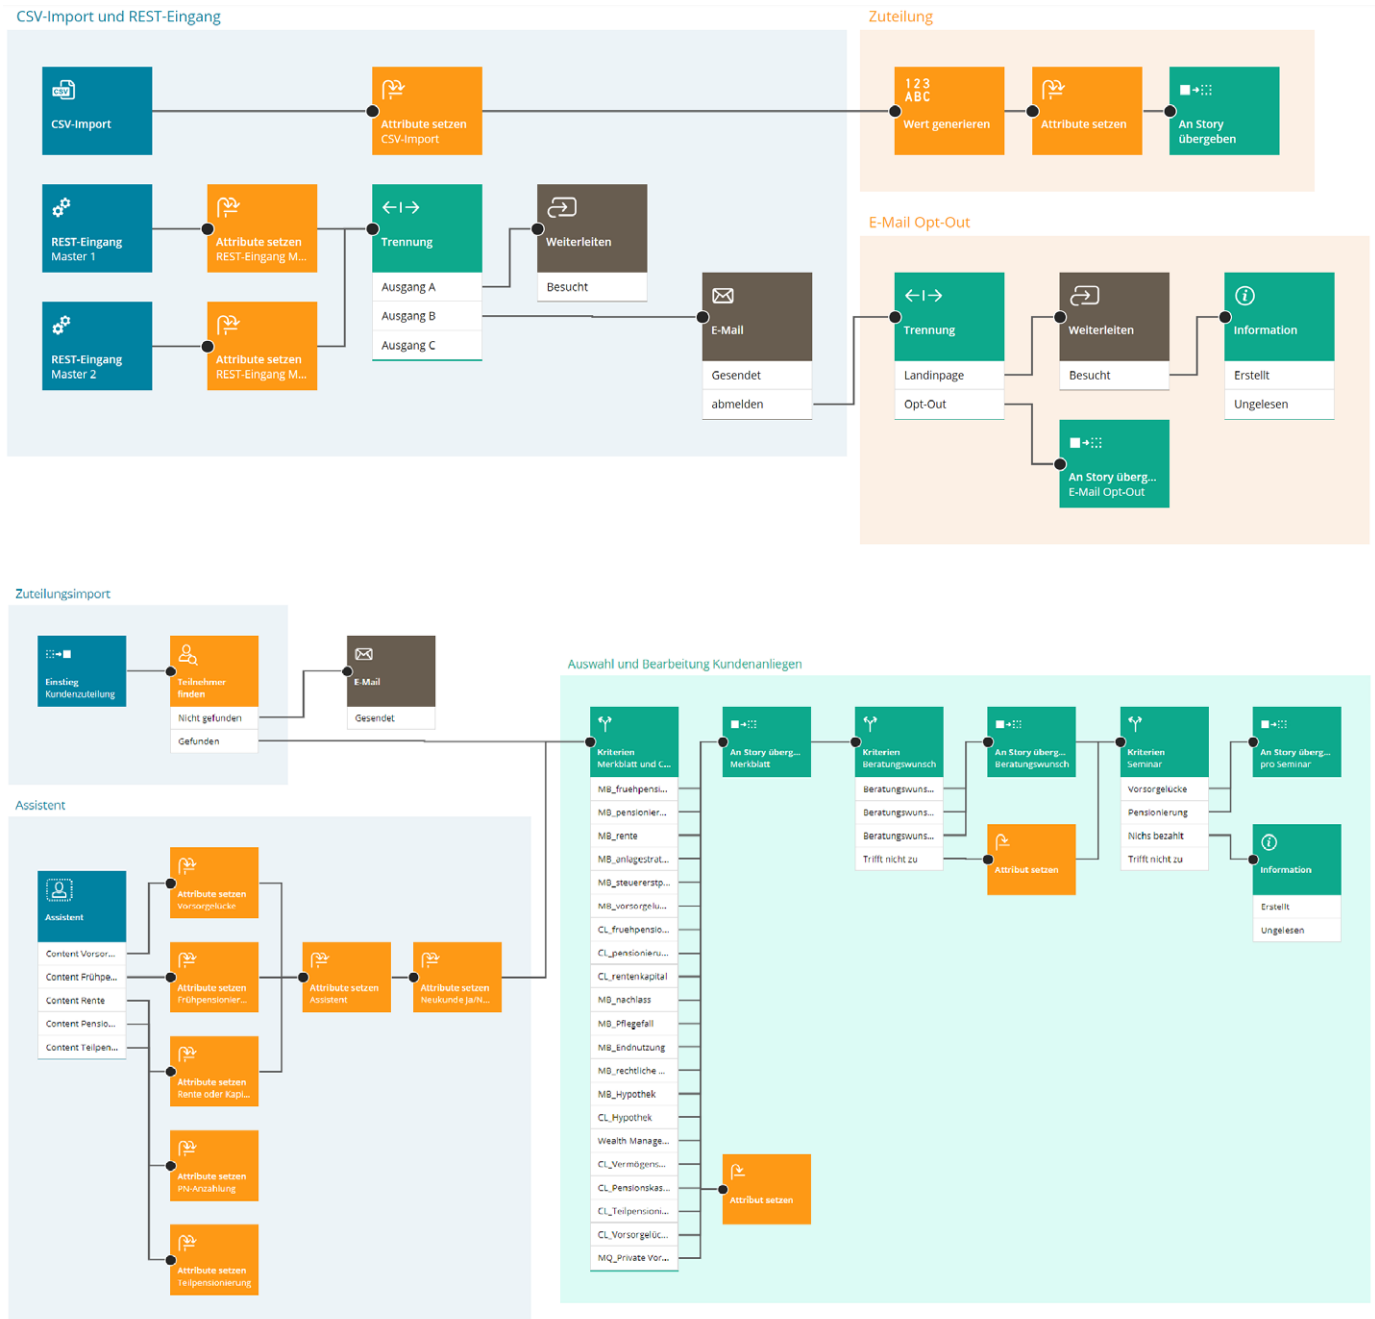 CSV-Import und REST-Eingang
CSV-Import
Attribute setzen
CSV-Import
REST-Eingang
Master 1
Attribute setzen
REST-Eingang M...
Trennung
Ausgang A
Ausgang B
Ausgang C
Weiterleiten
Besucht
REST-Eingang
Master 2
Attribute setzen
REST-Eingang M...
E-Mail
Gesendet
abmelden
Zuteilung
123
ABC
Wert generieren
Attribute setzen
An Story
übergeben
E-Mail Opt-Out
Trennung
Landinpage
Opt-Out
Weiterleiten
Besucht
Information
Erstellt
Ungelesen
An Story überg...
E-Mail Opt-Out
Zuteilungsimport
Einstieg
Kundenzuteilung
Teilnehmer
finden
Nicht gefunden
Gefunden
E-Mail
Gesendet
Assistent
Assistent
Content Vorsor...
Content Frühpe...
Content Rente
Content Pensio...
Content Teilpen...
Attribute setzen
Vorsorgelücke
Attribute setzen
Frühpensionier...
Attribute setzen
Rente oder Kapi...
Attribute setzen
PN-Anzahlung
Attribute setzen
Teilpensionierung
Attribute setzen
Assistent
Attribute setzen
Neukunde Ja/N...
Auswahl und Bearbeitung Kundenanliegen
Kriterien
Merkblatt und C...
MB_fruehpensi...
MB_pensionier...
MB_rente
MB_anlagestrat...
MB_steuererstp...
MB_vorsorgelu...
CL_fruehpensio...
CL_pensionieru...
CL_rentenkapital
MB_nachlass
MB_Pflegefall
MB_Endnutzung
MB_rechtliche ...
MB_Hypothek
CL_Hypothek
Wealth Manage...
CL_Vermögens...
CL_Pensionskas...
CL_Teilpensioni...
CL_Vorsorgelüc...
MQ_Private Vor...
An Story überg...
Merkblatt
Attribut setzen
Kriterien
Beratungswunsch
Beratungswuns...
Beratungswuns...
Beratungswuns...
Trifft nicht zu
An Story überg...
Beratungswunsch
Attribut setzen
Kriterien
Seminar
Vorsorgelücke
Pensionierung
Nichs bezahlt
Trifft nicht zu
An Story überg...
pro Seminar
Information
Erstellt
Ungelesen